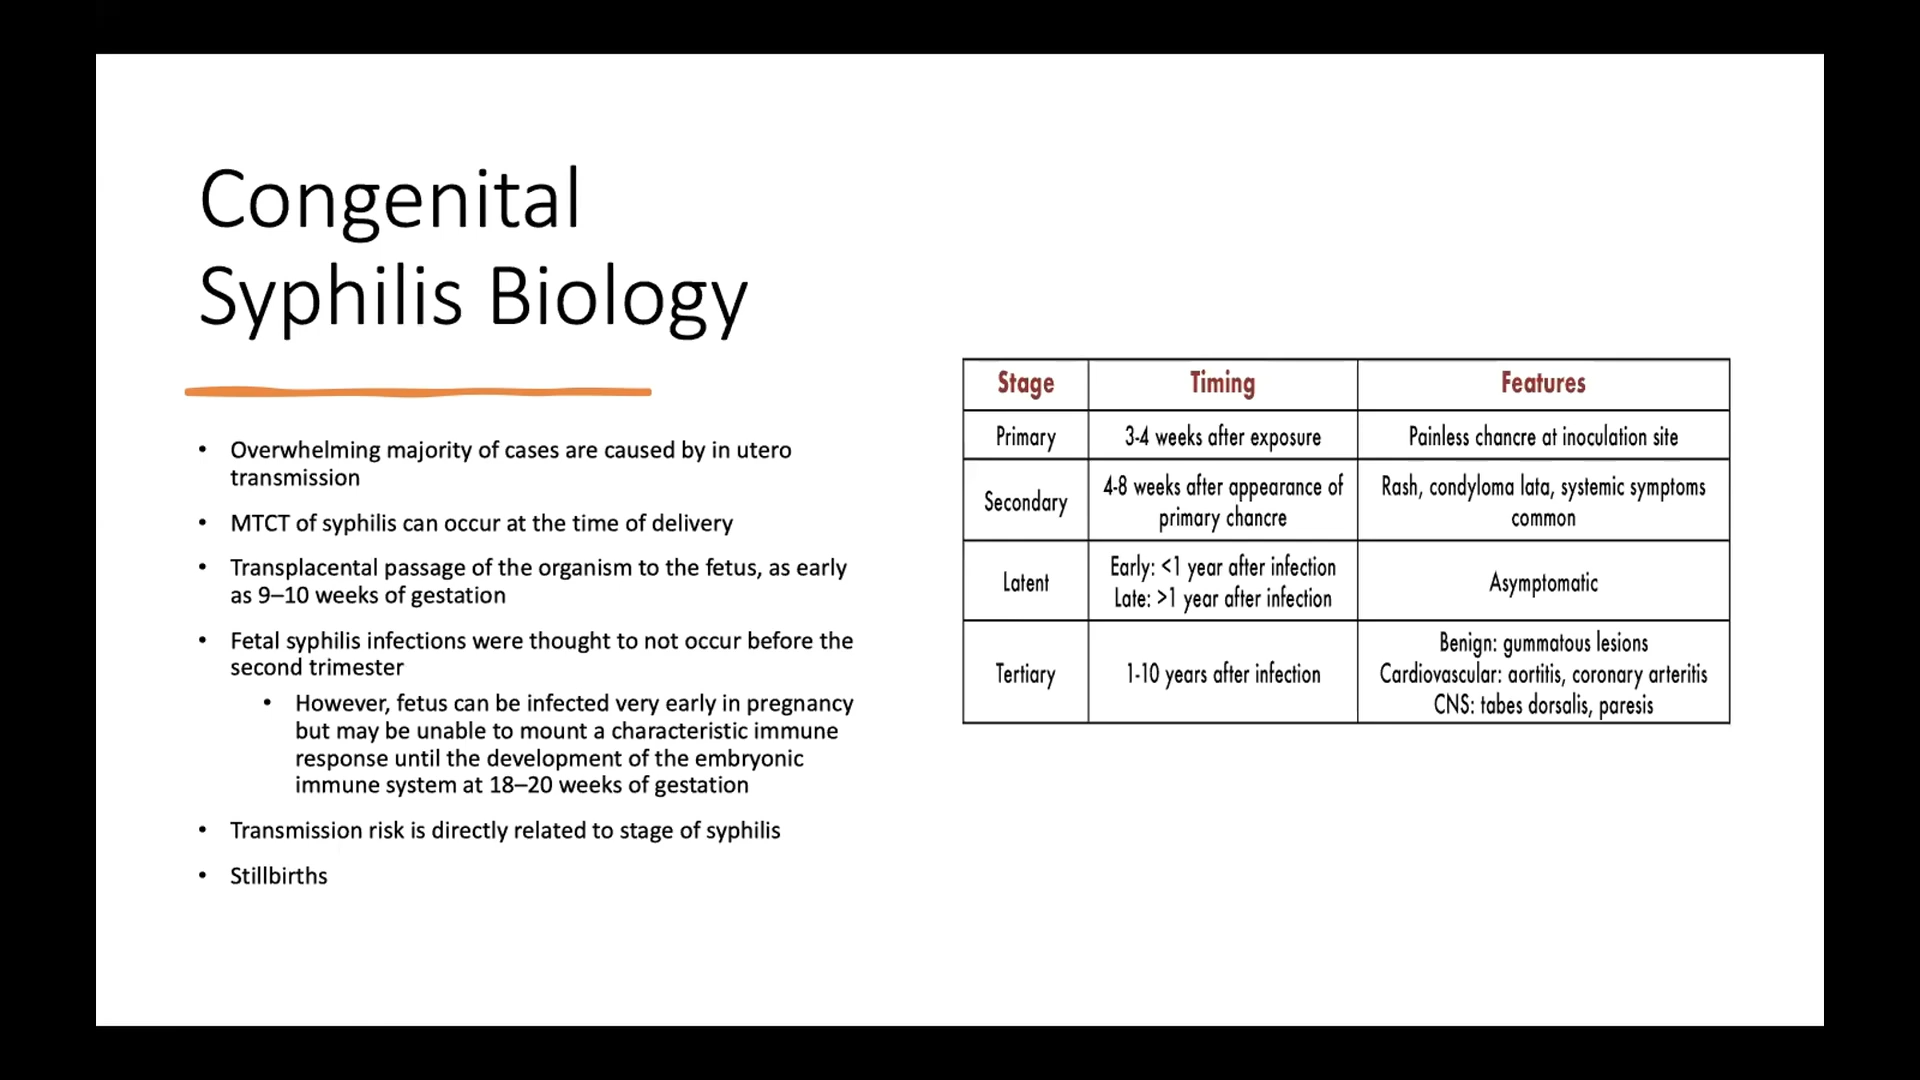 Congenital
Syphilis Biology
• Overwhelming majority of cases are caused by in utero
transmission
• MTCT of syphilis can occur at the time of delivery
• Transplacental passage of the organism to the fetus, as early
as 9–10 weeks of gestation
• Fetal syphilis infections were thought to not occur before the
second trimester
• However, fetus can be infected very early in pregnancy
but may be unable to mount a characteristic immune
response until the development of the embryonic
immune system at 18–20 weeks of gestation
• Transmission risk is directly related to stage of syphilis
• Stillbirths
Stage Timing Features
Primary 3-4 weeks after exposure Painless chancre at inoculation site
Secondary 4-8 weeks after appearance of primary chancre Rash, condyloma lata, systemic symptoms common
Latent Early: <1 year after infection Late: >1 year after infection Asymptomatic
Tertiary 1-10 years after infection Benign: gummatous lesions
Cardiovascular: aortitis, coronary arteritis
CNS: tabes dorsalis, paresis